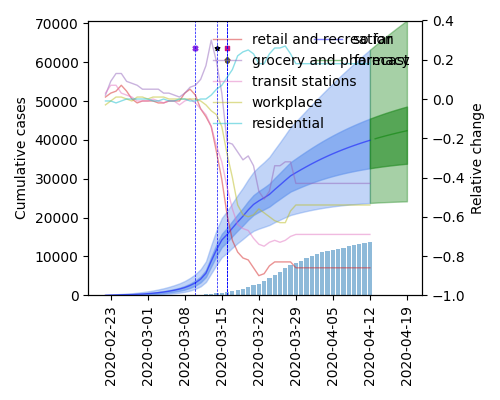 70000
60000
50000
40000
30000
20000
10000
0
Cumulative cases
0.4
0.2
0.0
−0.2
−0.4
−0.6
−0.8
−1.0
Relative change
retail and recreation
grocery and pharmacy
transit stations
workplace
residential
so far
forecast
2020-02-23
2020-03-01
2020-03-08
2020-03-15
2020-03-22
2020-03-29
2020-04-05
2020-04-12
2020-04-19